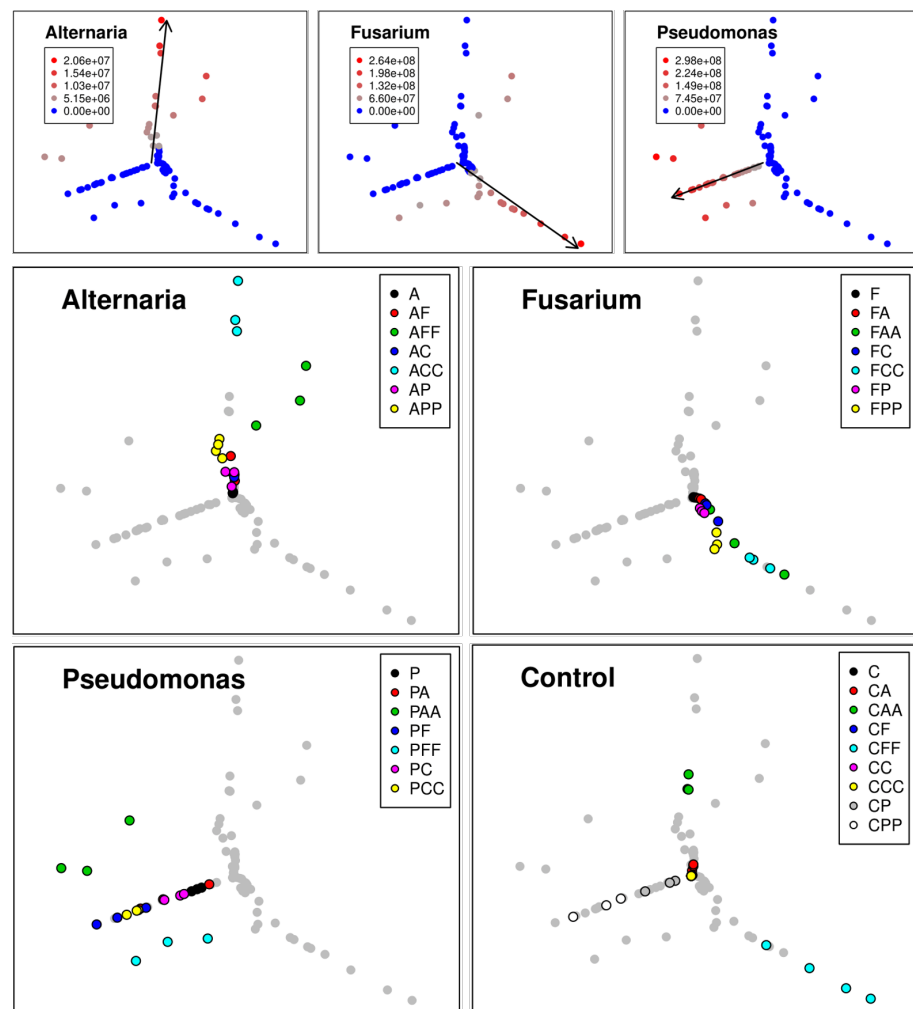 Alternaria
2.06e+07
1.54e+07
1.03e+07
5.15e+06
0.00e+00
Fusarium
2.64e+08
1.98e+08
1.32e+08
6.60e+07
0.00e+00
Pseudomonas
2.98e+08
2.24e+08
1.49e+08
7.45e+07
0.00e+00
Alternaria
A
AF
AFF
AC
ACC
AP
APP
Fusarium
F
FA
FAA
FC
FCC
FP
FPP
Pseudomonas
P
PA
PAA
PF
PFF
PC
PCC
Control
C
CA
CAA
CF
CFF
CC
CCC
CP
CPP